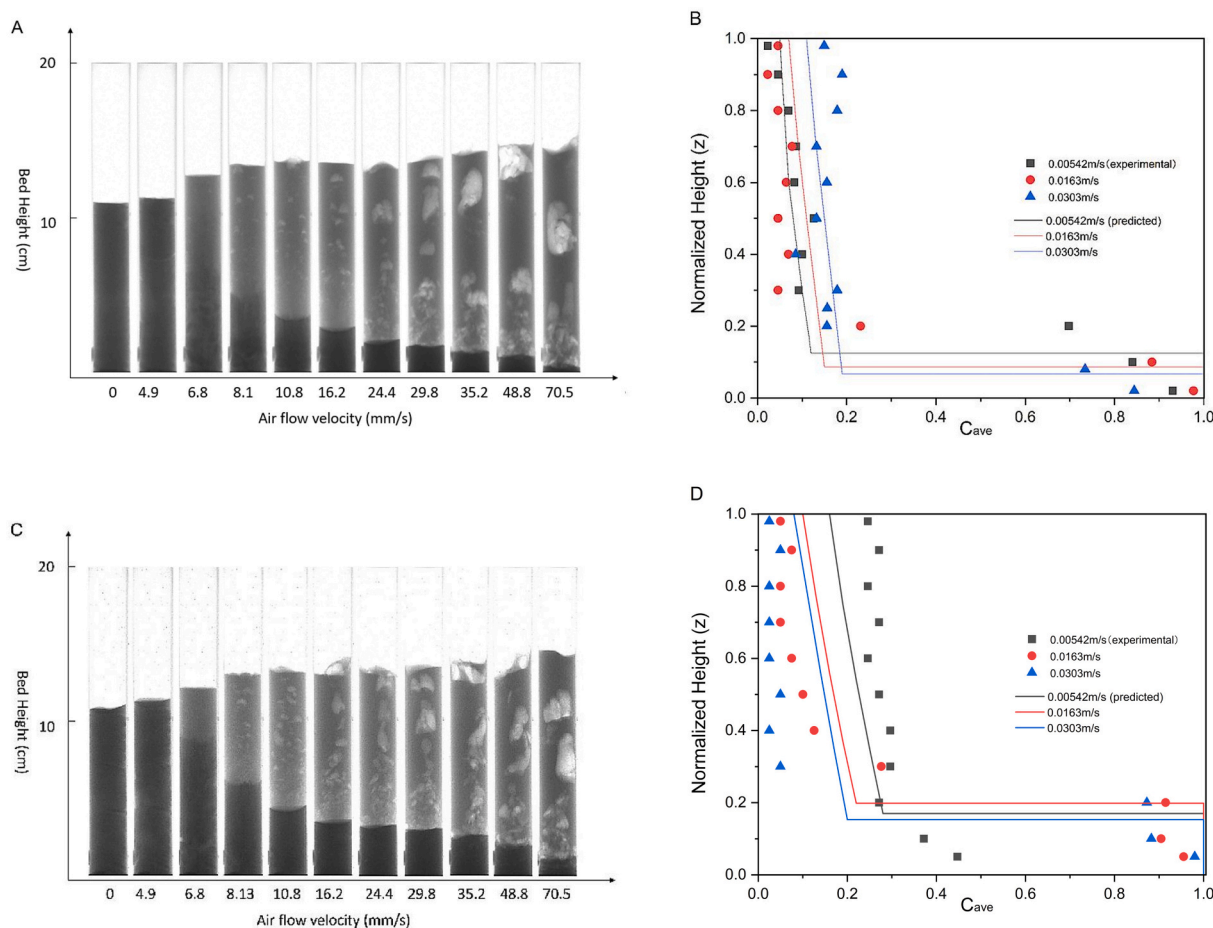 A
20
10
Bed Height (cm)
0 4.9 6.8 8.1 10.8 16.2 24.4 29.8 35.2 48.8 70.5
Air flow velocity (mm/s)
B
1.0
0.8
0.6
0.4
0.2
0.0
Normalized Height (z)
0.00542m/s(experimental)
0.0163m/s
0.0303m/s
0.00542m/s (predicted)
0.0163m/s
0.0303m/s
0.0 0.2 0.4 0.6 0.8 1.0
Cave
C
20
10
Bed Height (cm)
0 4.9 6.8 8.13 10.8 16.2 24.4 29.8 35.2 48.8 70.5
Air flow velocity (mm/s)
D
1.0
0.8
0.6
0.4
0.2
0.0
Normalized Height (z)
0.00542m/s(experimental)
0.0163m/s
0.0303m/s
0.00542m/s (predicted)
0.0163m/s
0.0303m/s
0.0 0.2 0.4 0.6 0.8 1.0
Cave